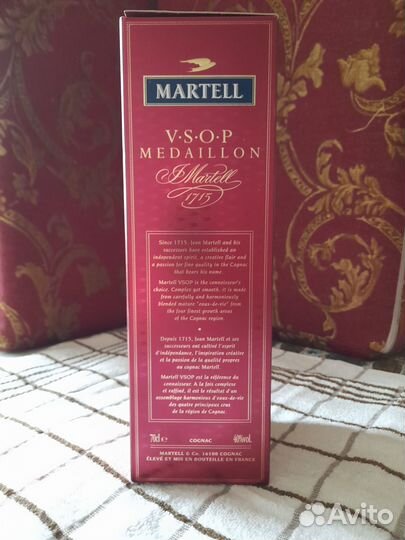 MARTELL
V·S·O·P
MEDAILLON
J Martell
1715
Since 1715, Jean Martell and his
successors have established an
independent spirit, a creative flair and
a passion for fine quality in the Cognac
that bears his name.
Martell VSOP is the connoisseur's
choice. Complex yet smooth, it is made
from carefully and harmoniously
blended mature "eaux-de-vie" from
the four finest growth areas
of the Cognac region.
Depuis 1715, Jean Martell et ses
successeurs ont cultivé l'esprit
d'indépendance, l'inspiration créative
et la passion de la qualité propres
au cognac Martell.
Martell VSOP est la référence du
connaisseur. A la fois complexe
et raffiné, il est le résultat d'un
assemblage harmonieux d'eaux-de-vie
des quatre principaux crus
de la région de Cognac.
70cl e COGNAC 40%vol.
MARTELL & Co. 16100 COGNAC
ÉLEVÉ ET MIS EN BOUTEILLE EN FRANCE
Avito